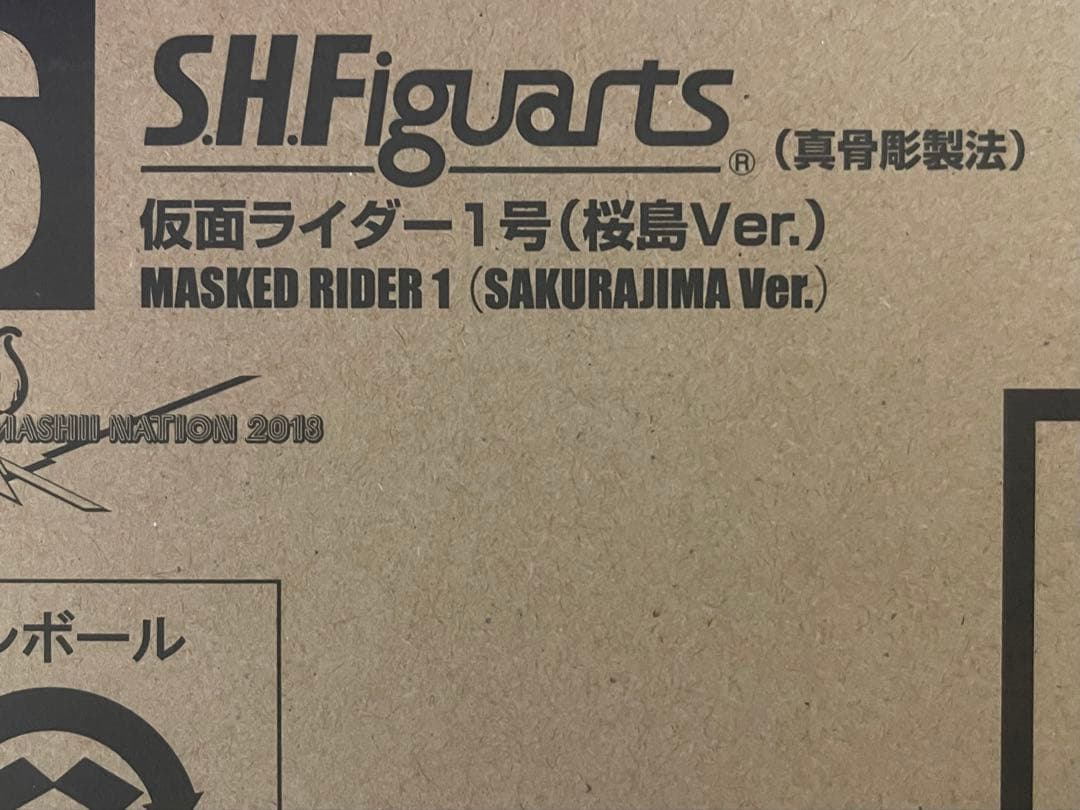 S.H.Figuarts® (真骨彫製法)
仮面ライダー1号(桜島Ver.)
MASKED RIDER 1 (SAKURAJIMA Ver.)
MASHII NATION 2018
ンボール